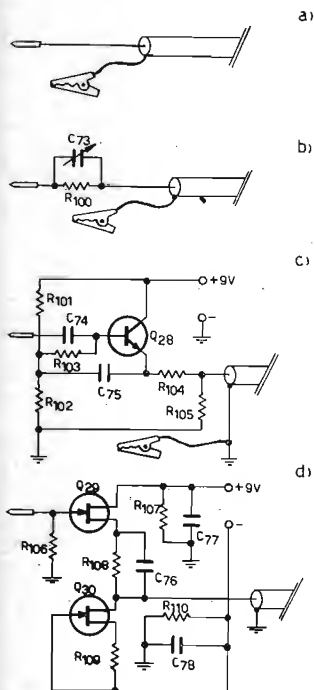 a)
b)
C73
R100
c)
+9V
R101
C74
Q28
-
R103
C75
R104
R102
R105
d)
Q29
+9V
R107
C77
-
R106
R108
C76
Q30
R110
R109
C78